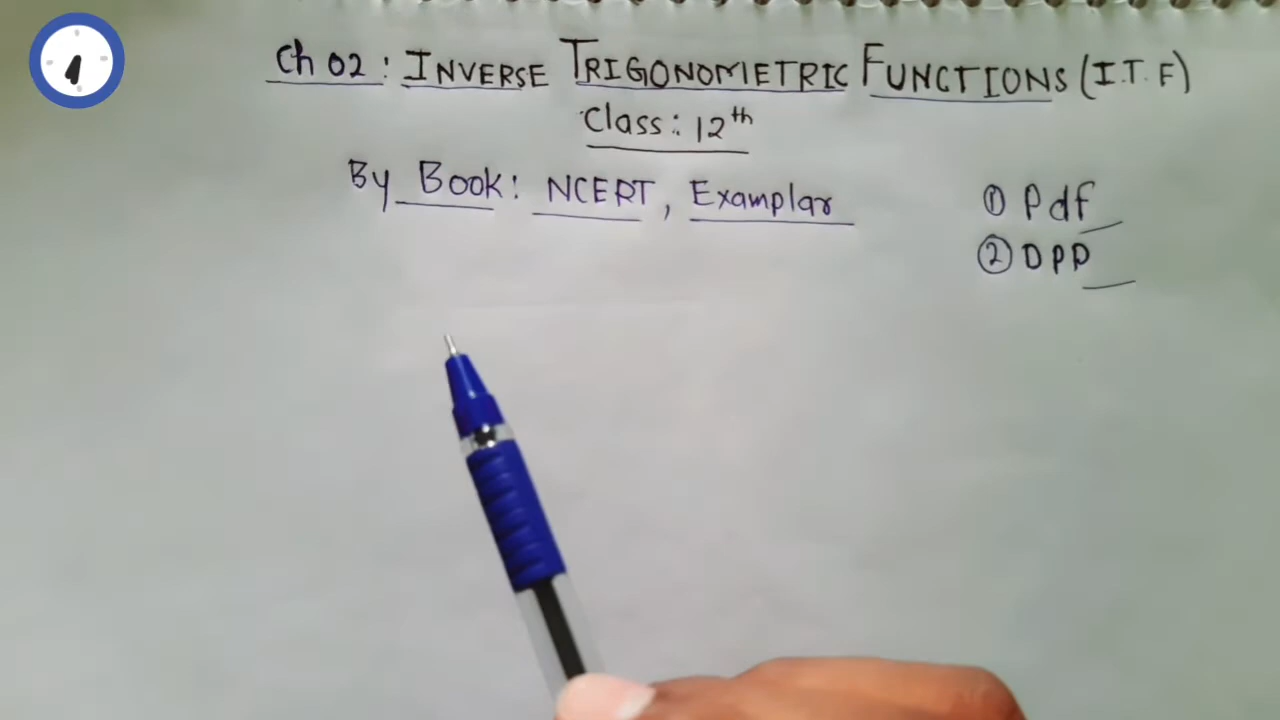 Ch 02 : INVERSE TRIGONOMETRIC FUNCTIONS (I.T.F)
Class: 12th
By Book: NCERT, Examplar
① Pdf
② DPP